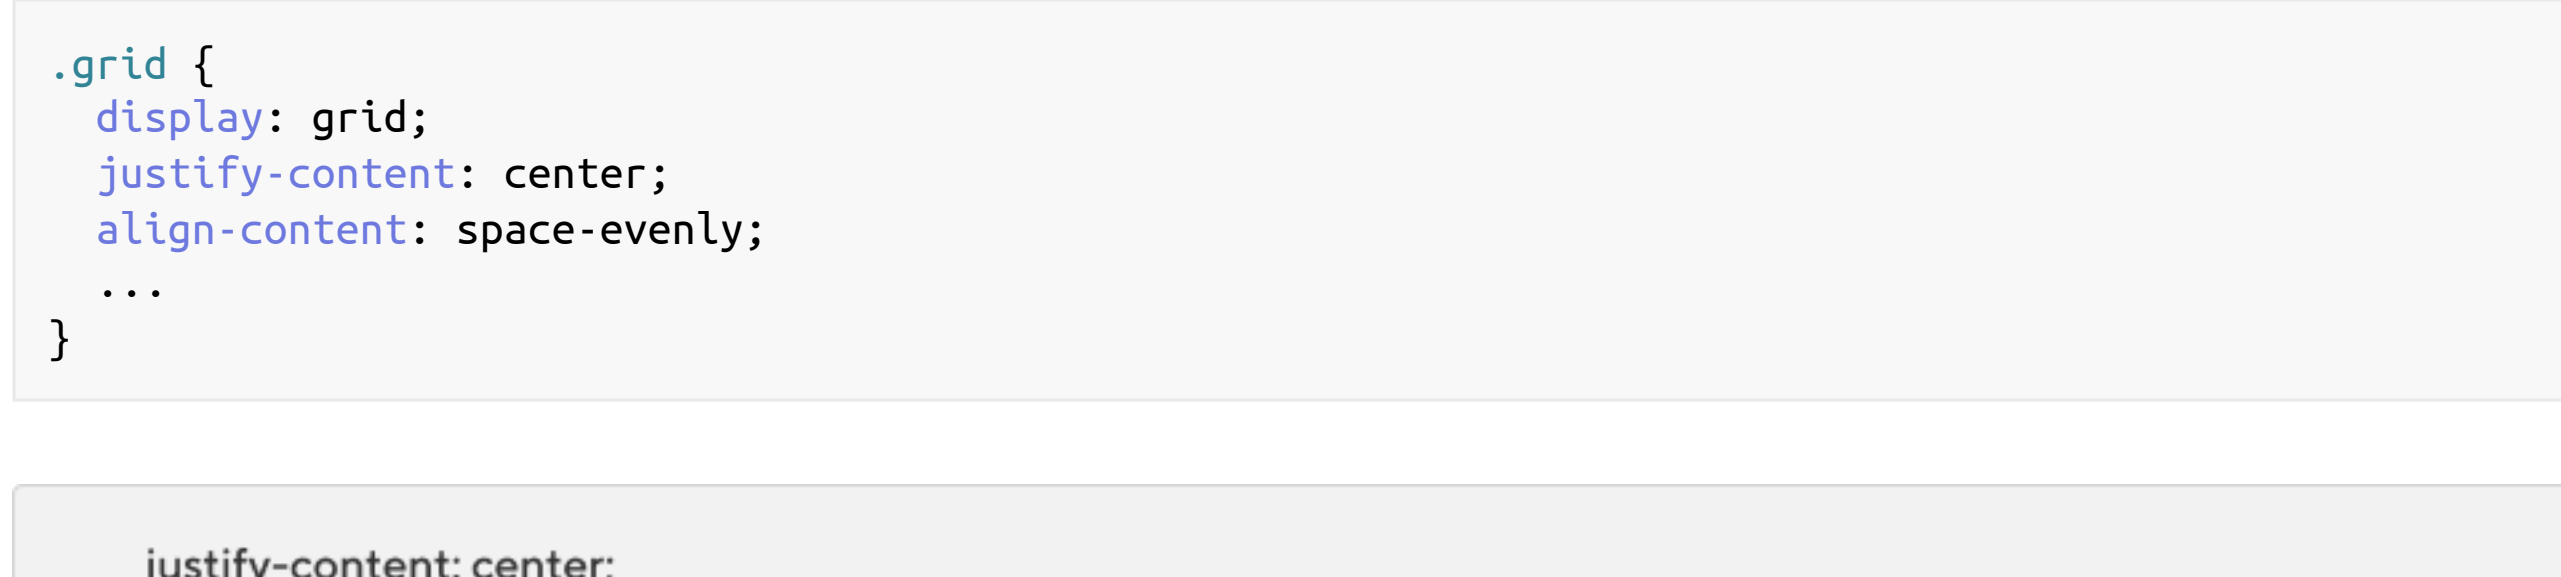 .grid {
  display: grid;
  justify-content: center;
  align-content: space-evenly;
  ...
}
justify-content: center;